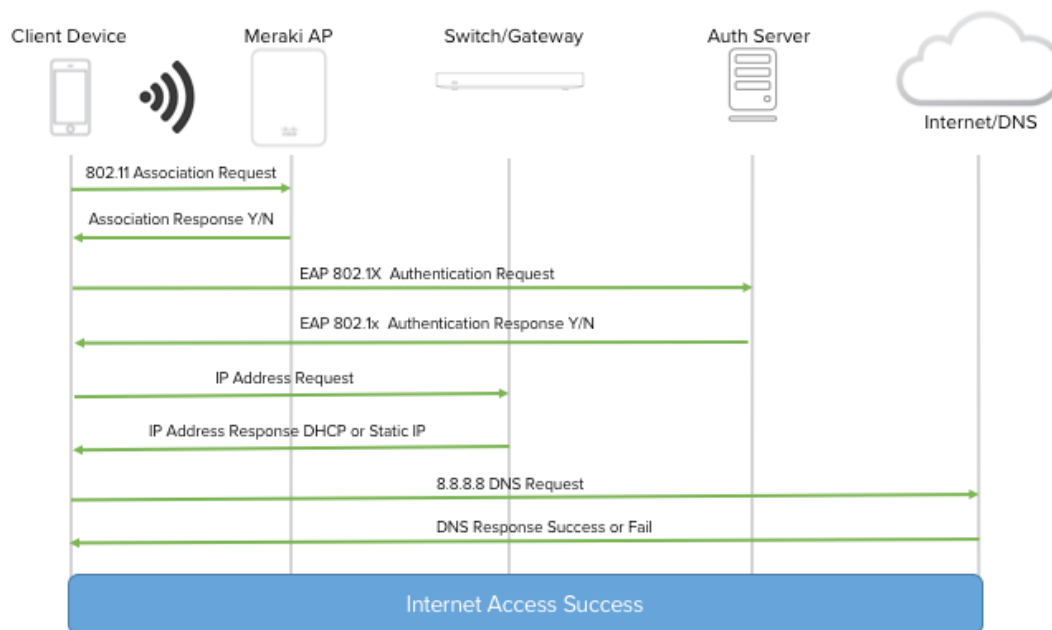 Client Device
Meraki AP
Switch/Gateway
Auth Server
Internet/DNS
802.11 Association Request
Association Response Y/N
EAP 802.1X Authentication Request
EAP 802.1x Authentication Response Y/N
IP Address Request
IP Address Response DHCP or Static IP
8.8.8.8 DNS Request
DNS Response Success or Fail
Internet Access Success